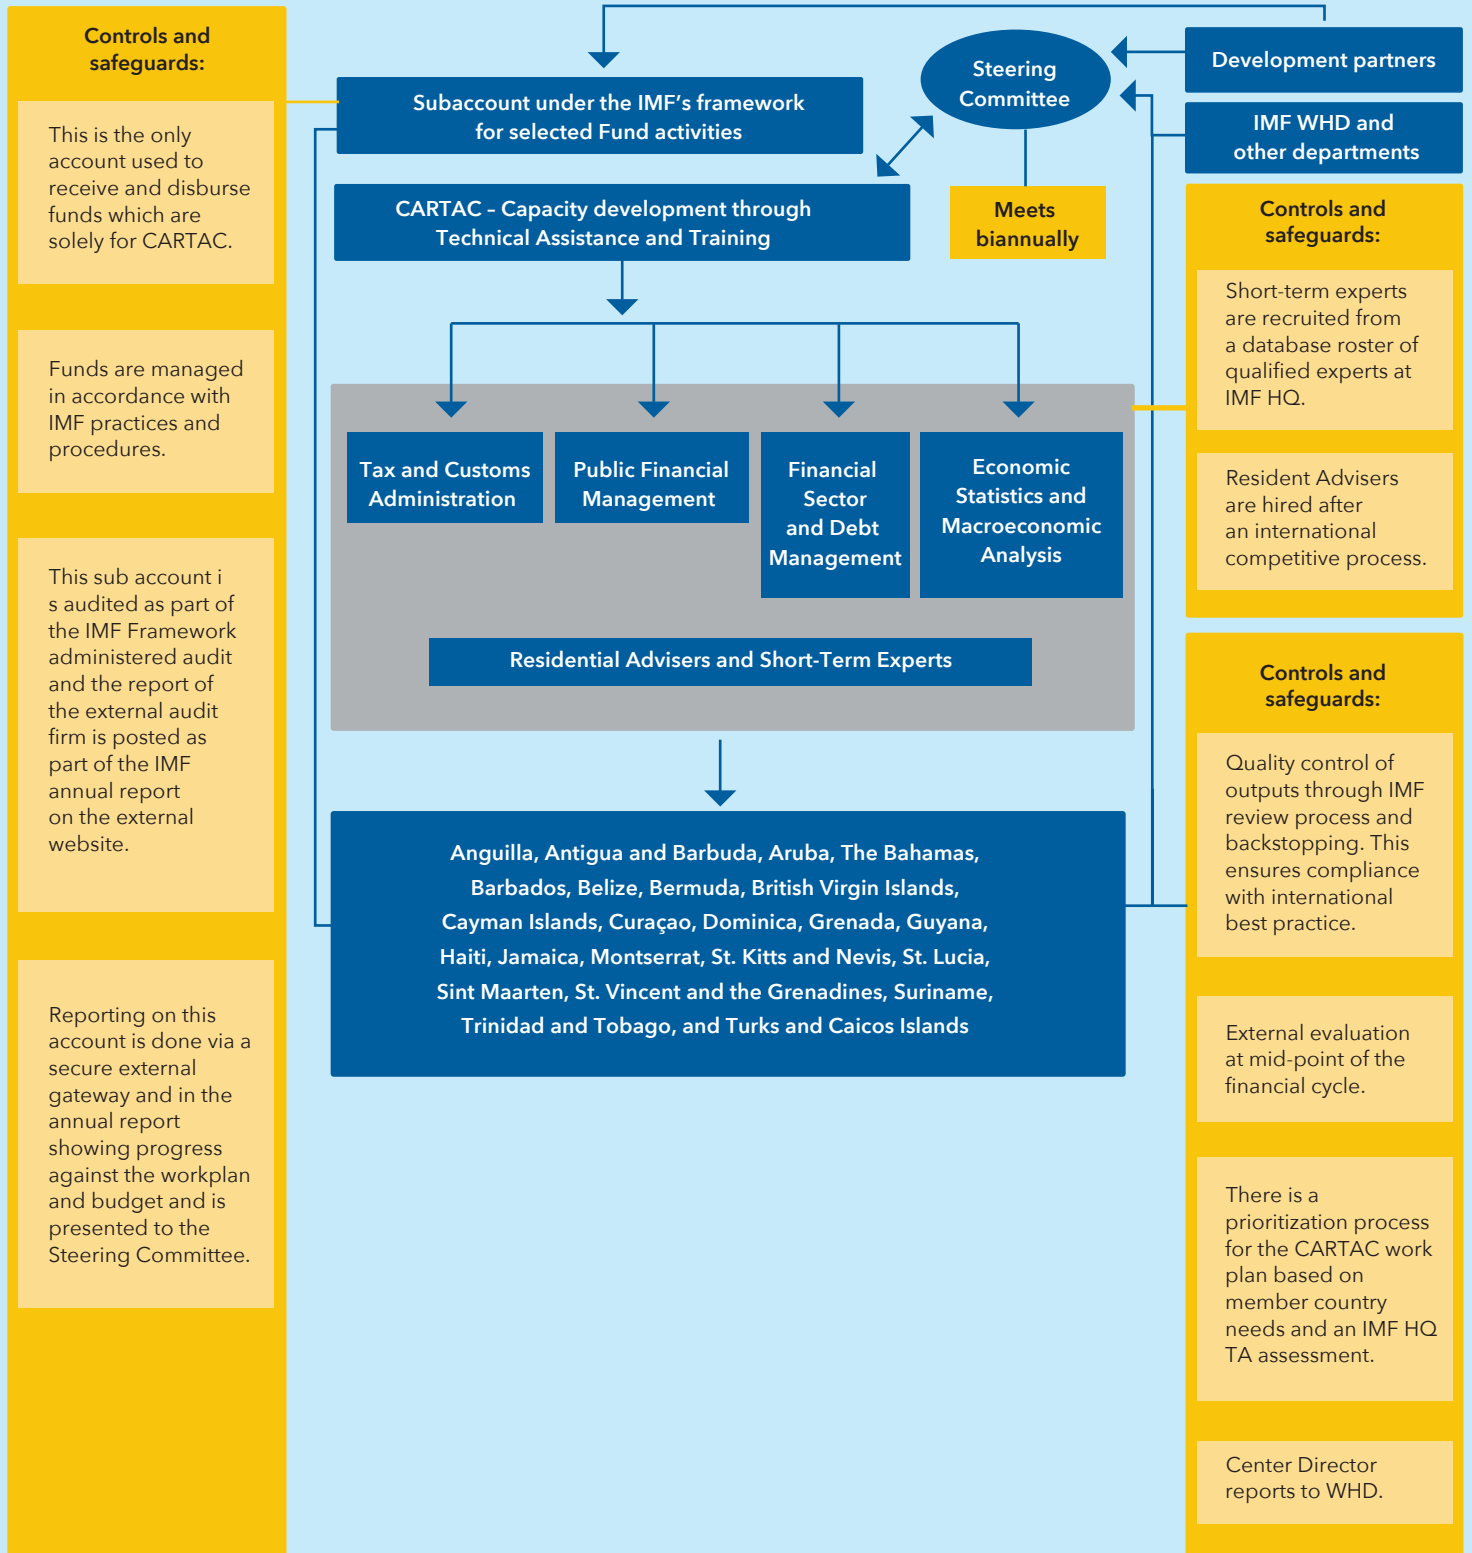 Controls and
safeguards:
This is the only
account used to
receive and disburse
funds which are
solely for CARTAC.
Funds are managed
in accordance with
IMF practices and
procedures.
This sub account i
s audited as part of
the IMF Framework
administered audit
and the report of
the external audit
firm is posted as
part of the IMF
annual report
on the external
website.
Reporting on this
account is done via a
secure external
gateway and in the
annual report
showing progress
against the workplan
and budget and is
presented to the
Steering Committee.
Subaccount under the IMF's framework
for selected Fund activities
Steering
Committee
Development partners
IMF WHD and
other departments
CARTAC – Capacity development through
Technical Assistance and Training
Meets
biannually
Tax and Customs
Administration
Public Financial
Management
Financial
Sector
and Debt
Management
Economic
Statistics and
Macroeconomic
Analysis
Residential Advisers and Short-Term Experts
Anguilla, Antigua and Barbuda, Aruba, The Bahamas,
Barbados, Belize, Bermuda, British Virgin Islands,
Cayman Islands, Curaçao, Dominica, Grenada, Guyana,
Haiti, Jamaica, Montserrat, St. Kitts and Nevis, St. Lucia,
Sint Maarten, St. Vincent and the Grenadines, Suriname,
Trinidad and Tobago, and Turks and Caicos Islands
Controls and
safeguards:
Short-term experts
are recruited from
a database roster of
qualified experts at
IMF HQ.
Resident Advisers
are hired after
an international
competitive process.
Controls and
safeguards:
Quality control of
outputs through IMF
review process and
backstopping. This
ensures compliance
with international
best practice.
External evaluation
at mid-point of the
financial cycle.
There is a
prioritization process
for the CARTAC work
plan based on
member country
needs and an IMF HQ
TA assessment.
Center Director
reports to WHD.